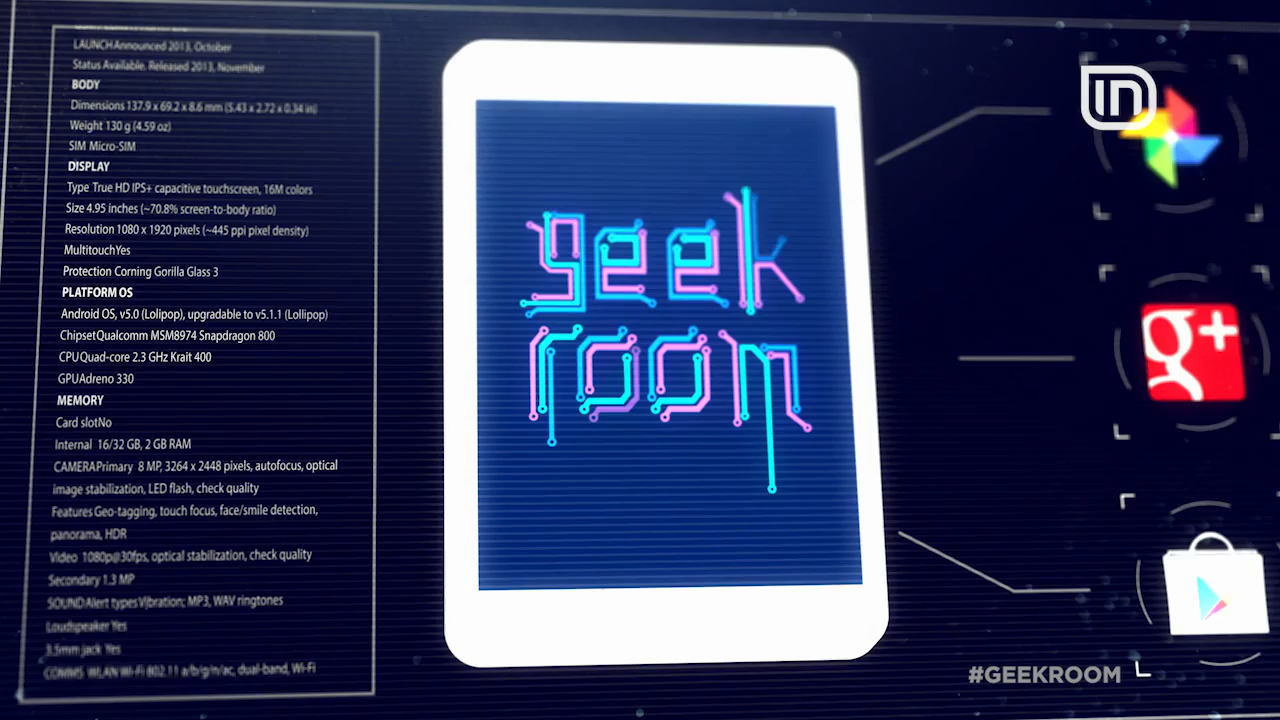 LAUNCH Announced 2013, October
Status Available. Released 2013, November
BODY
Dimensions 137.9 x 69.2 x 8.6 mm (5.43 x 2.72 x 0.34 in)
Weight 130 g (4.59 oz)
SIM Micro-SIM
DISPLAY
Type True HD IPS+ capacitive touchscreen, 16M colors
Size 4.95 inches (~70.8% screen-to-body ratio)
Resolution 1080 x 1920 pixels (~445 ppi pixel density)
MultitouchYes
Protection Corning Gorilla Glass 3
PLATFORM OS
Android OS, v5.0 (Lolipop), upgradable to v5.1.1 (Lollipop)
ChipsetQualcomm MSM8974 Snapdragon 800
CPUQuad-core 2.3 GHz Krait 400
GPUAdreno 330
MEMORY
Card slotNo
Internal 16/32 GB, 2 GB RAM
CAMERAPrimary 8 MP, 3264 x 2448 pixels, autofocus, optical
image stabilization, LED flash, check quality
Features Geo-tagging, touch focus, face/smile detection,
panorama, HDR
Video 1080p@30fps, optical stabilization, check quality
Secondary 1.3 MP
SOUNDAlert typesVibration; MP3, WAV ringtones
Loudspeaker Yes
3.5mm jack Yes
COMMS WLAN Wi-Fi 802.11 a/b/g/n/ac, dual-band, Wi-Fi
geek
room
IN
g+
#GEEKROOM